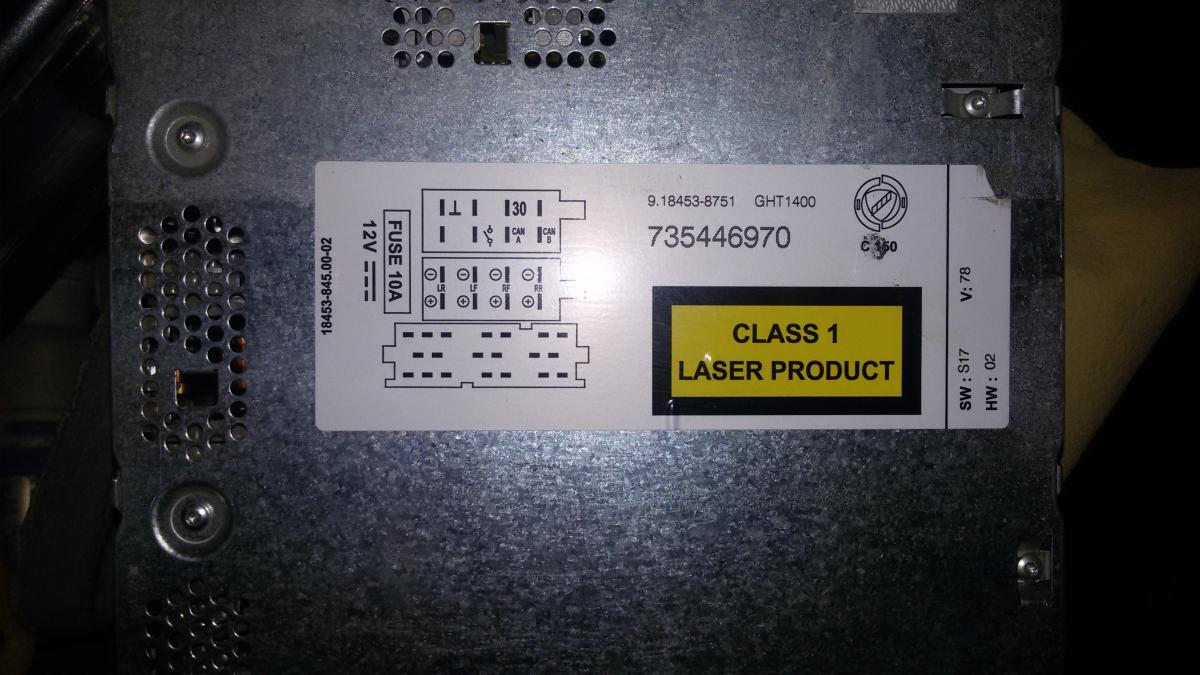 18453-845.00-02
12V
FUSE 10A
30
CAN A
CAN B
LR
LF
RF
RR
9.18453-8751 GHT1400
735446970
CLASS 1
LASER PRODUCT
SW : S17 V: 78
HW : 02